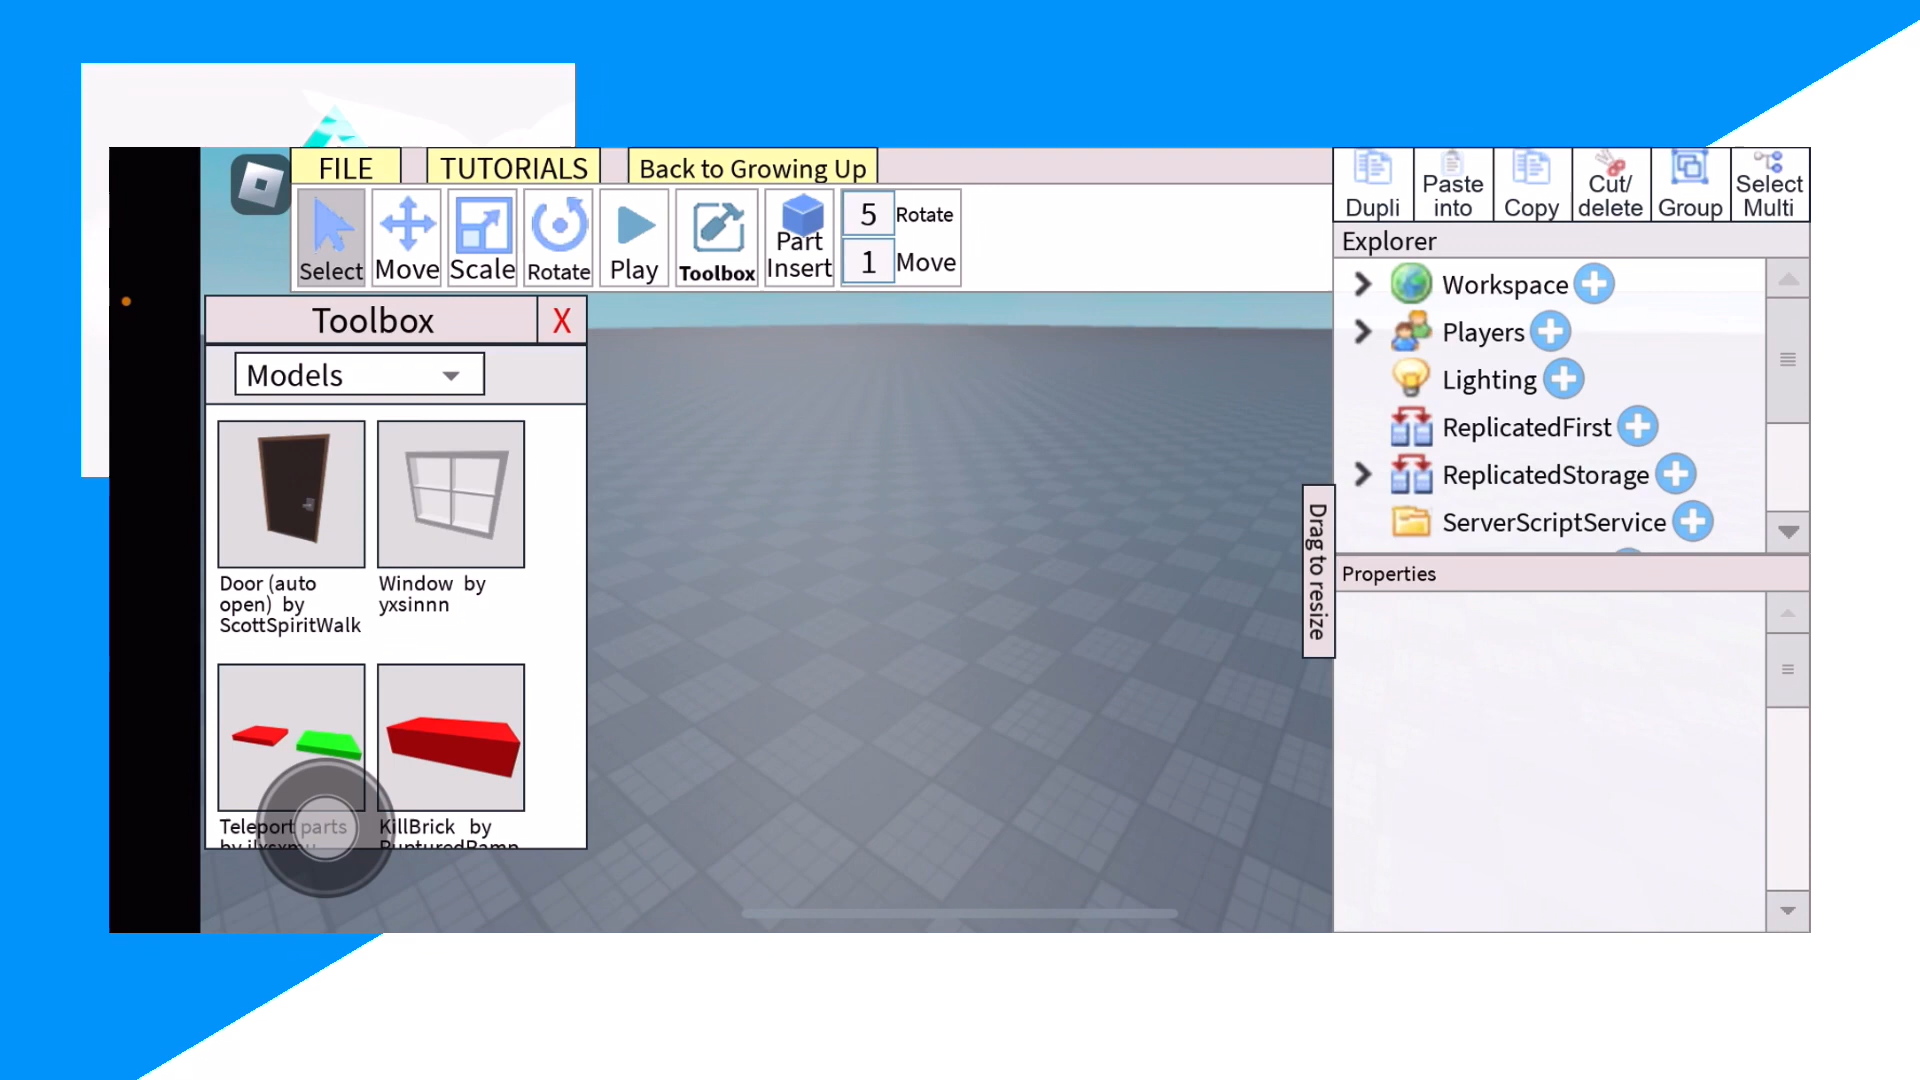 FILE
TUTORIALS
Back to Growing Up
Select
Move
Scale
Rotate
Play
Toolbox
Part
Insert
5
Rotate
1
Move
Dupli
Paste
into
Copy
Cut/
delete
Group
Select
Multi
Explorer
Workspace
Players
Lighting
ReplicatedFirst
ReplicatedStorage
ServerScriptService
Drag to resize
Properties
Toolbox
X
Models
Door (auto
open) by
ScottSpiritWalk
Window by
yxsinnn
Teleport parts
by
KillBrick by